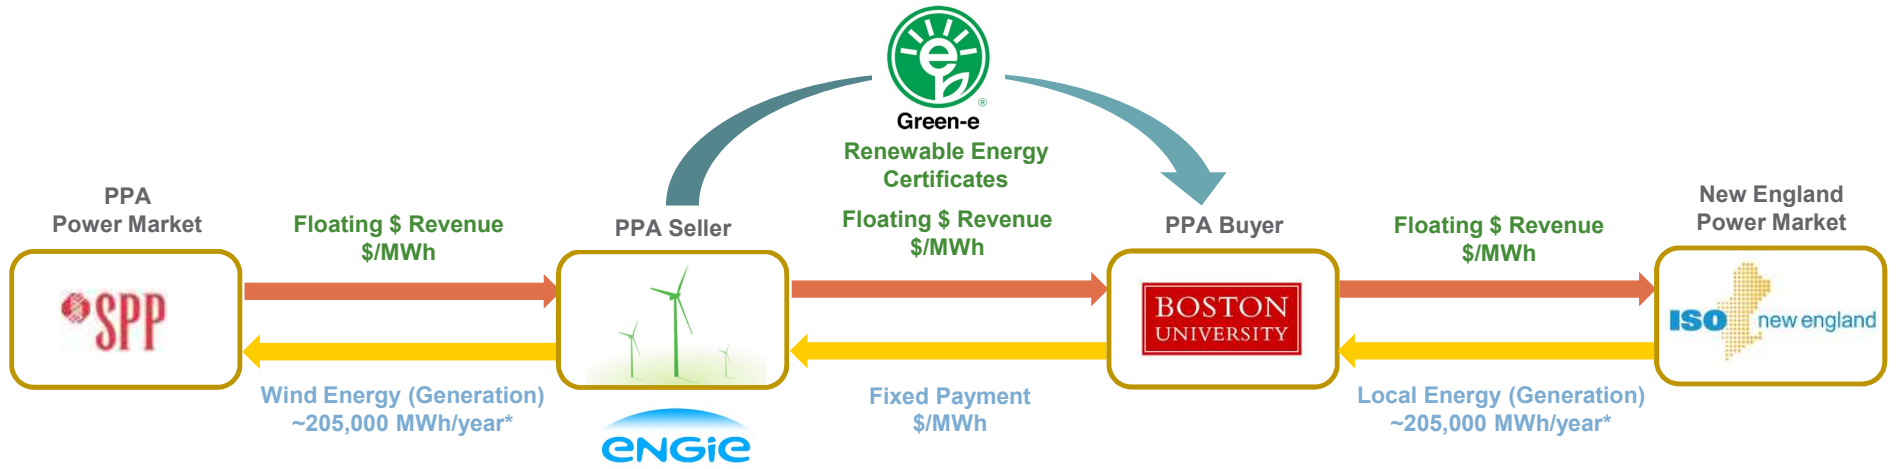 e
®
Green-e
Renewable Energy
Certificates
PPA
Power Market
Floating $ Revenue
$/MWh
PPA Seller
Floating $ Revenue
$/MWh
PPA Buyer
Floating $ Revenue
$/MWh
New England
Power Market
SPP
BOSTON
UNIVERSITY
ISO new england
Wind Energy (Generation)
~205,000 MWh/year*
Fixed Payment
$/MWh
Local Energy (Generation)
~205,000 MWh/year*
eNGie